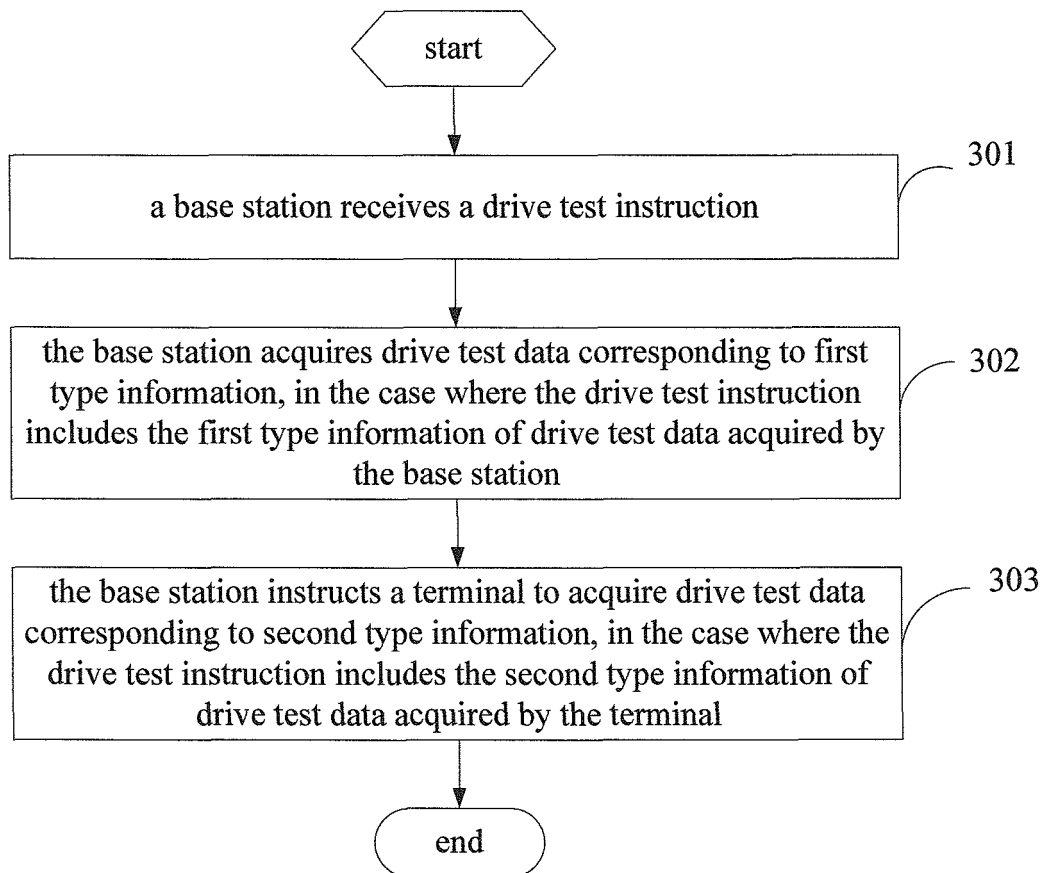 start
301
a base station receives a drive test instruction
302
the base station acquires drive test data corresponding to first
type information, in the case where the drive test instruction
includes the first type information of drive test data acquired by
the base station
303
the base station instructs a terminal to acquire drive test data
corresponding to second type information, in the case where the
drive test instruction includes the second type information of
drive test data acquired by the terminal
end